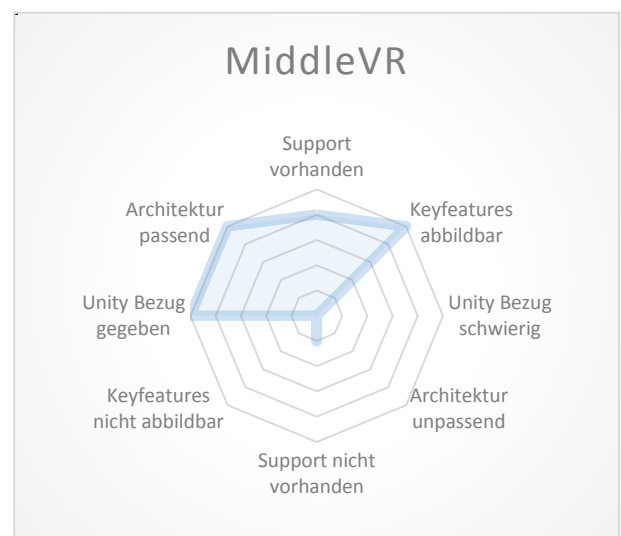 MiddleVR
Support
vorhanden
Keyfeatures
abbildbar
Unity Bezug
schwierig
Architektur
unpassend
Support nicht
vorhanden
Keyfeatures
nicht abbildbar
Unity Bezug
gegeben
Architektur
passend